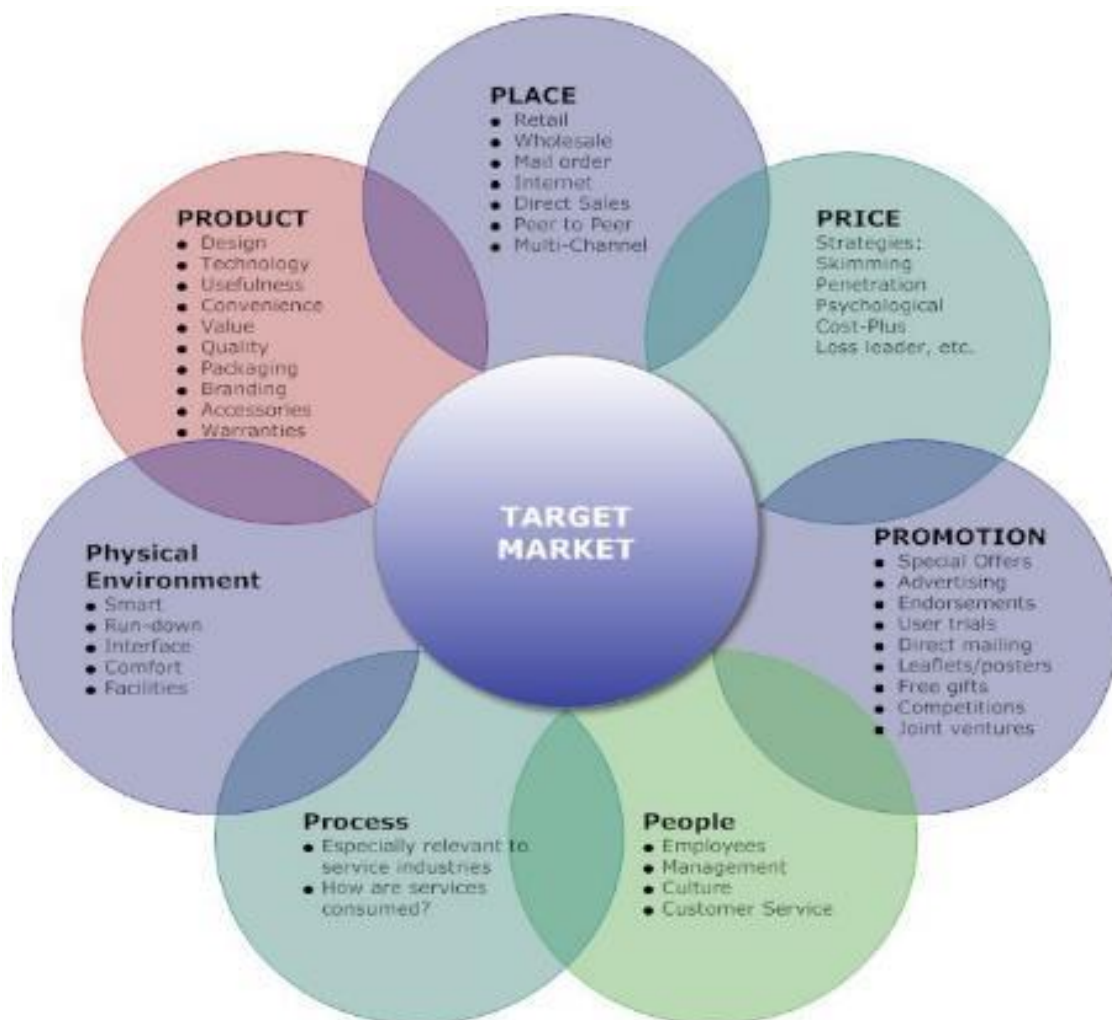 PLACE
Retail
Wholesale
Mail order
Internet
Direct Sales
Peer to Peer
Multi-Channel
PRODUCT
Design
Technology
Usefulness
Convenience
Value
Quality
Packaging
Branding
Accessories
Warranties
PRICE
Strategies:
Skimming
Penetration
Psychological
Cost-Plus
Loss leader, etc.
TARGET
MARKET
Physical
Environment
Smart
Run-down
Interface
Comfort
Facilities
PROMOTION
Special Offers
Advertising
Endorsements
User trials
Direct mailing
Leaflets/posters
Free gifts
Competitions
Joint ventures
Process
Especially relevant to
service industries
How are services
consumed?
People
Employees
Management
Culture
Customer Service